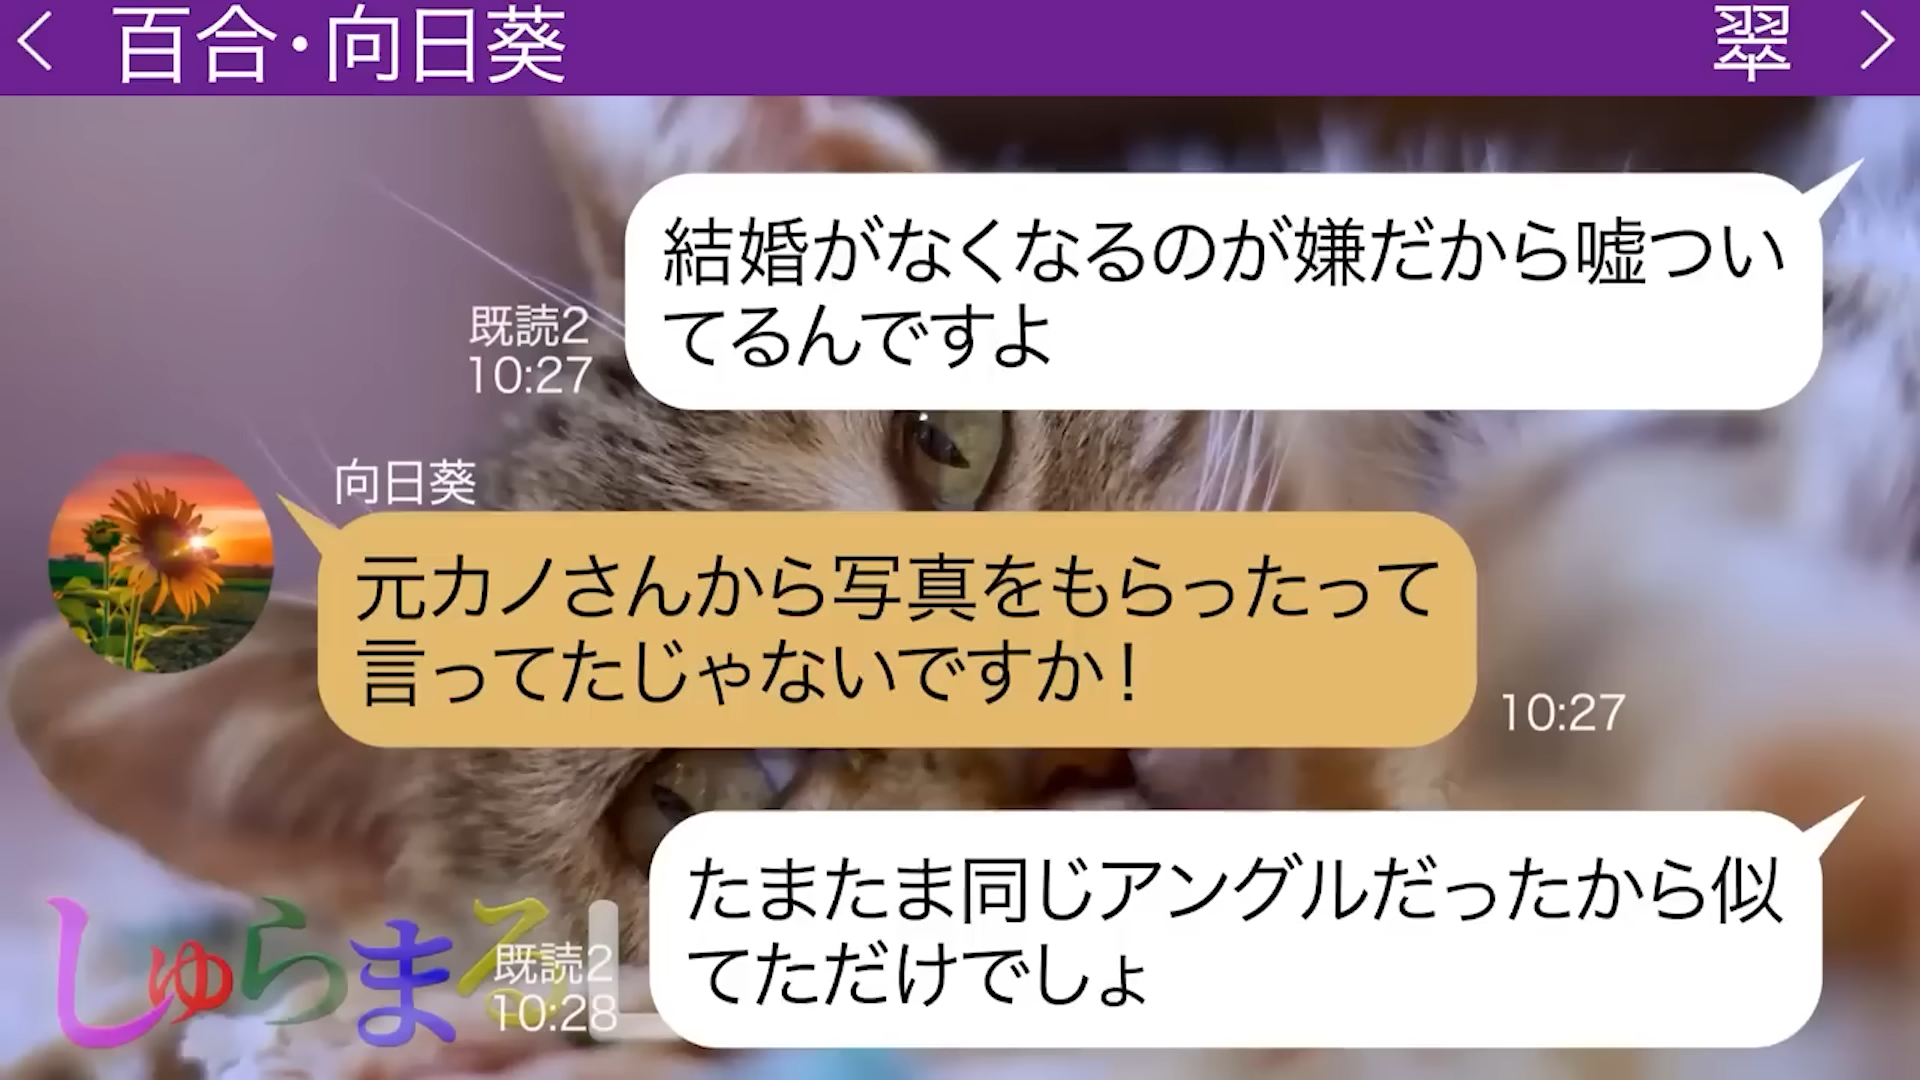 百合・向日葵
翠
結婚がなくなるのが嫌だから嘘つい
てるんですよ
既読2
10:27
向日葵
元カノさんから写真をもらったって
言ってたじゃないですか！
10:27
たまたま同じアングルだったから似
てただけでしょ
既読2
10:28
しゅらまる